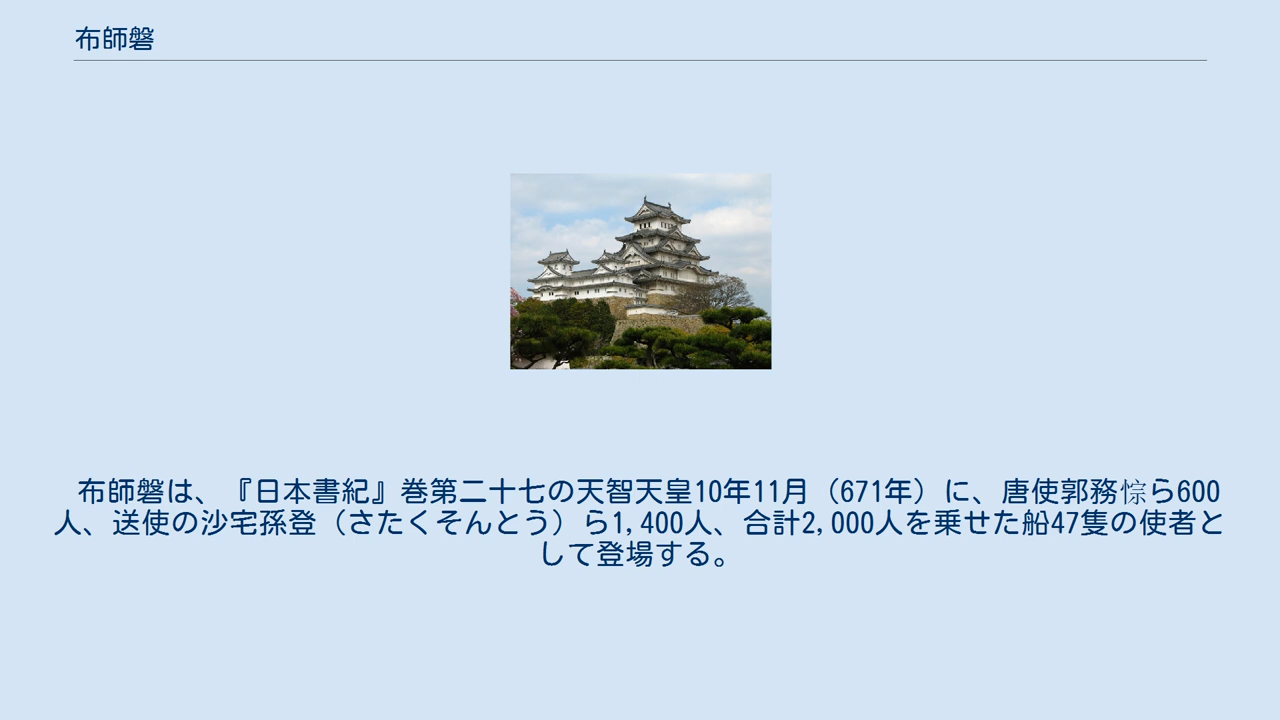 布師磐
布師磐は、『日本書紀』巻第二十七の天智天皇10年11月（671年）に、唐使郭務悰ら600
人、送使の沙宅孫登（さたくそんとう）ら1,400人、合計2,000人を乗せた船47隻の使者と
して登場する。